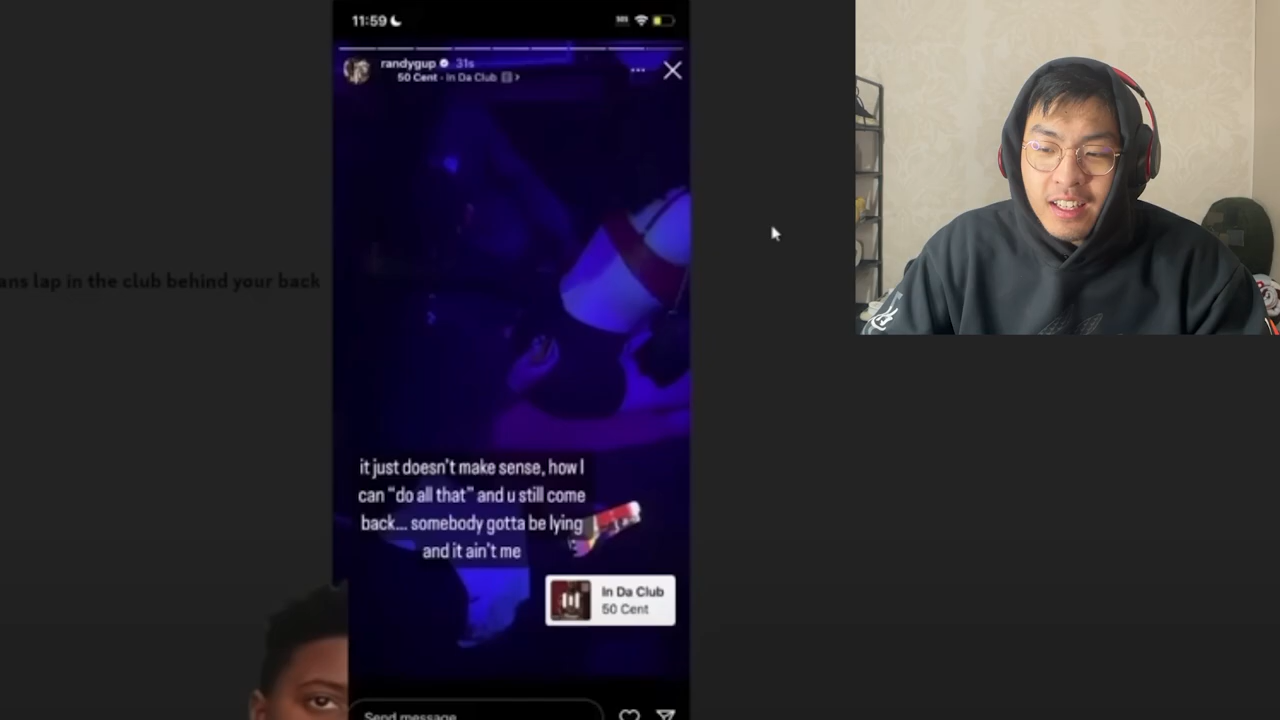 11:59
randygup 31s
50 Cent · In Da Club
ans lap in the club behind your back
it just doesn't make sense, how I
can “do all that” and u still come
back... somebody gotta be lying
and it ain't me
In Da Club
50 Cent
Send message